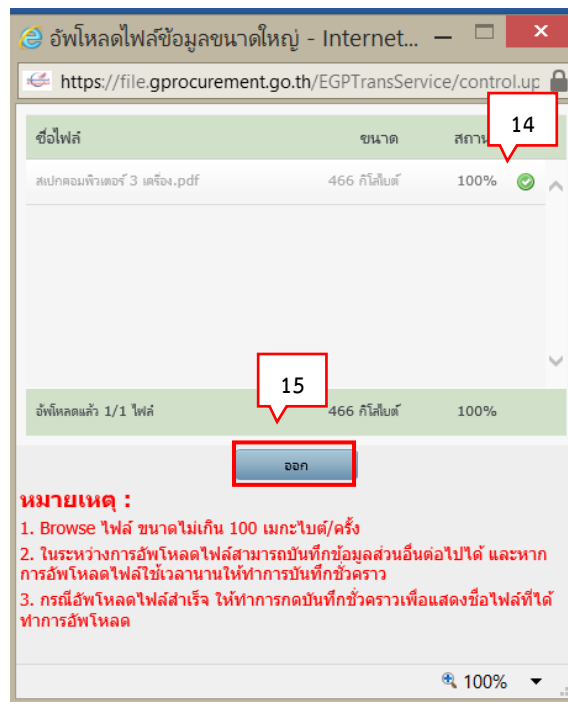 อัพโหลดไฟล์ข้อมูลขนาดใหญ่ - Internet...
https://file.gprocurement.go.th/EGPTransService/control.up
14
ชื่อไฟล์ ขนาด สถาน
สเปกคอมพิวเตอร์ 3 เครื่อง.pdf 466 กิโลไบต์ 100%
15
อัพโหลดแล้ว 1/1 ไฟล์ 466 กิโลไบต์ 100%
ออก
หมายเหตุ :
1. Browse ไฟล์ ขนาดไม่เกิน 100 เมกะไบต์/ครั้ง
2. ในระหว่างการอัพโหลดไฟล์สามารถบันทึกข้อมูลส่วนอื่นต่อไปได้ และหาก
การอัพโหลดไฟล์ใช้เวลานานให้ทำการบันทึกชั่วคราว
3. กรณีอัพโหลดไฟล์สำเร็จ ให้ทำการกดบันทึกชั่วคราวเพื่อแสดงชื่อไฟล์ที่ได้
ทำการอัพโหลด
100%